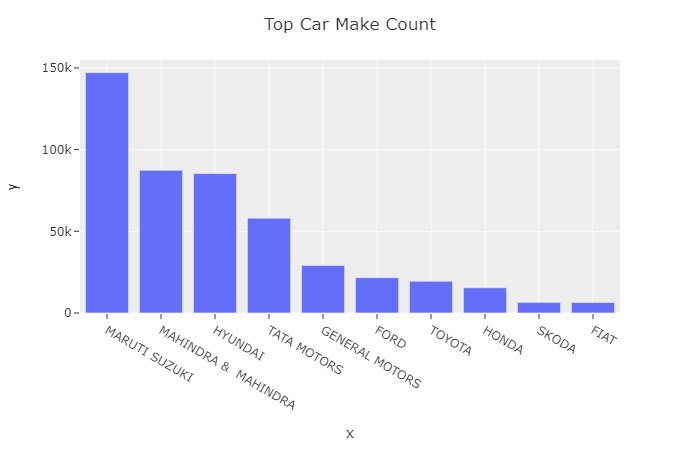 Top Car Make Count
150k
100k
50k
0
y
MARUTI SUZUKI
MAHINDRA &  MAHINDRA
HYUNDAI
TATA MOTORS
GENERAL MOTORS
FORD
TOYOTA
HONDA
SKODA
FIAT
x